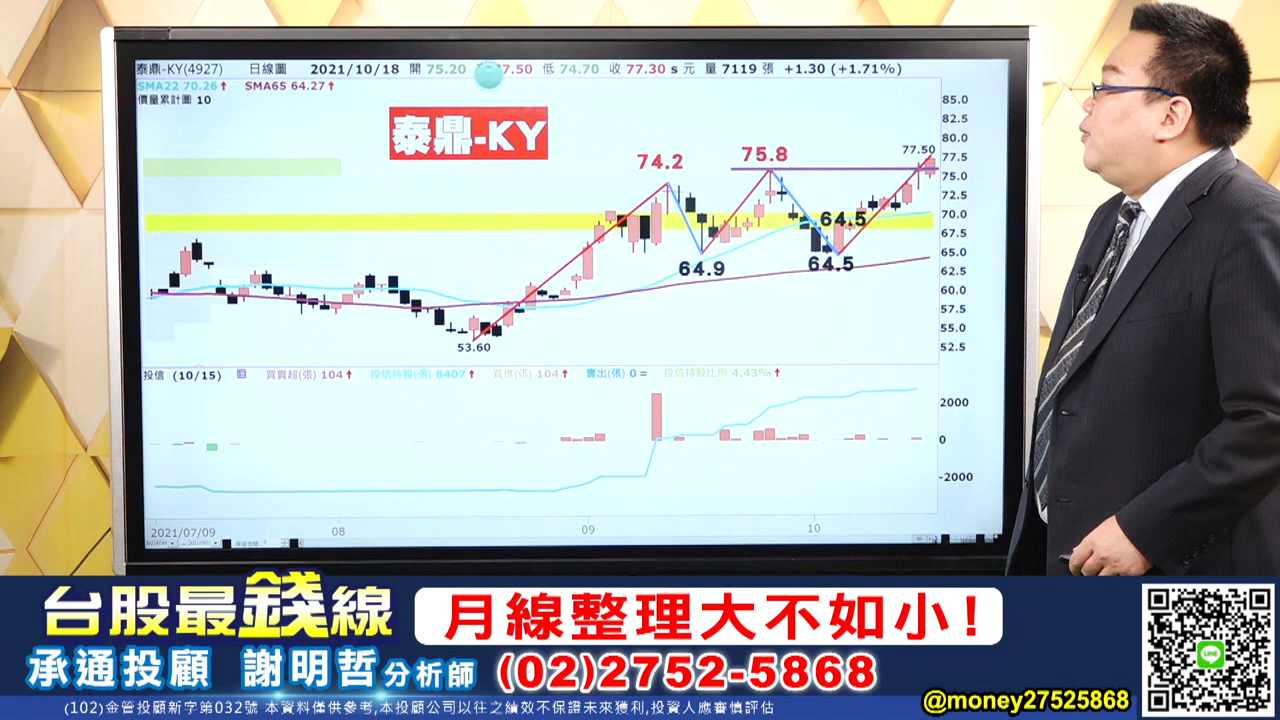 泰鼎-KY(4927) 日線圖 2021/10/18 開 75.20 77.50 低 74.70 收 77.30 s 元 量 7119 張 +1.30 (+1.71%)
SMA22 70.26↑ SMA65 64.27↑
價量累計圖 10
泰鼎-KY
74.2
75.8
77.50
64.5
64.9
64.5
53.60
85.0
82.5
80.0
77.5
75.0
72.5
70.0
67.5
65.0
62.5
60.0
57.5
55.0
52.5
投信 (10/15) 買賣超(張) 104↑ 投信持股(張) 8407↑ 買進(張) 104↑ 賣出(張) 0 = 投信持股比例 4.43%↑
2000
0
-2000
2021/07/09 08 09 10
台股最錢線
月線整理大不如小!
承通投顧 謝明哲分析師 (02)2752-5868
(102)金管投顧新字第032號 本資料僅供參考,本投顧公司以往之績效不保證未來獲利,投資人應審慎評估
@money27525868
LINE